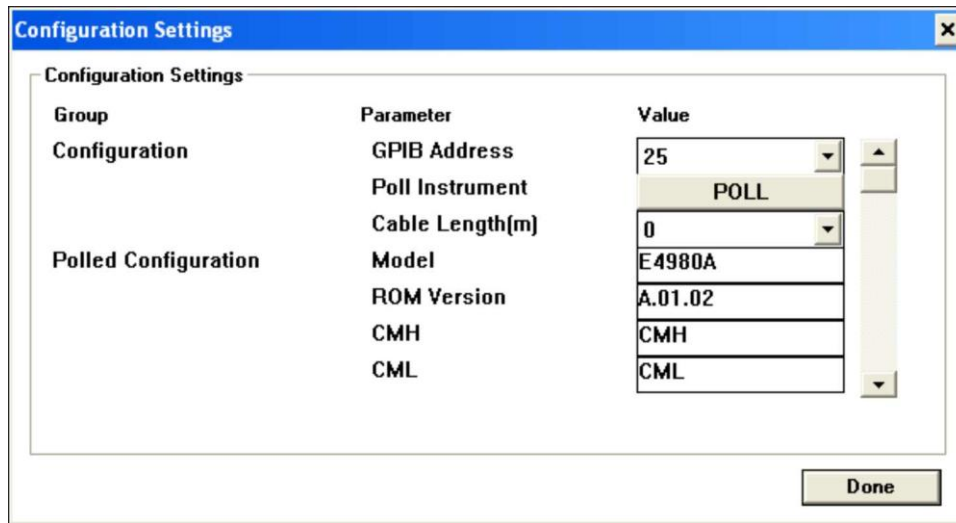 Configuration Settings
Configuration Settings
Group Parameter Value
Configuration GPIB Address 25
Poll Instrument POLL
Cable Length(m) 0
Polled Configuration Model E4980A
ROM Version A.01.02
CMH CMH
CML CML
Done